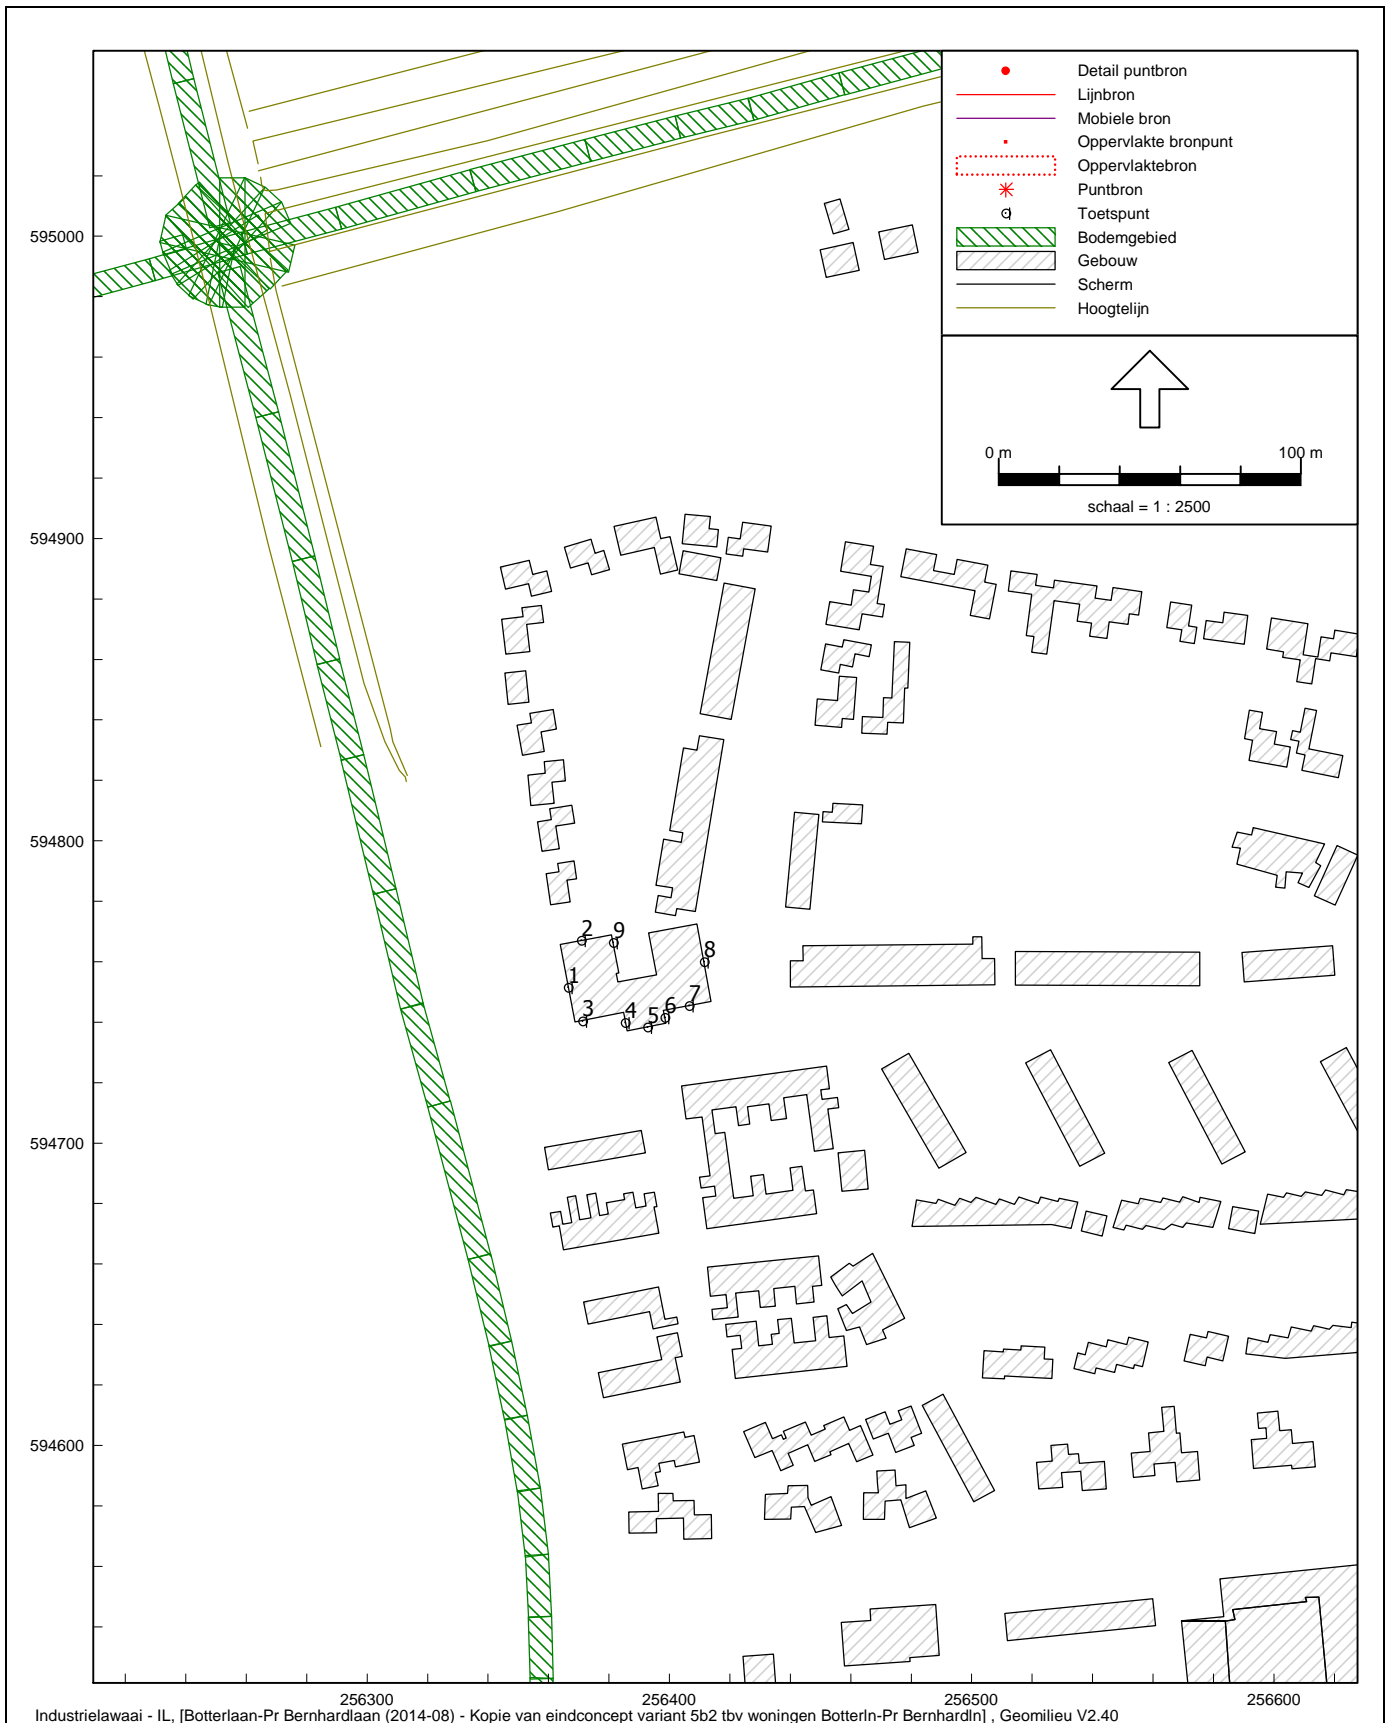 Detail puntbron
Lijnbron
Mobiele bron
Oppervlakte bronpunt
Oppervlaktebron
Puntbron
Toetspunt
Bodemgebied
Gebouw
Scherm
Hoogtelijn
0 m 100 m
schaal = 1 : 2500
595000
594900
594800
594700
594600
2 9
8
1
7
3 4 5 6
256300 256400 256500 256600
Industrielawaai - IL, [Botterlaan-Pr Bernhardlaan (2014-08) - Kopie van eindconcept variant 5b2 tbv woningen Botterln-Pr Bernhardln] , Geomilieu V2.40